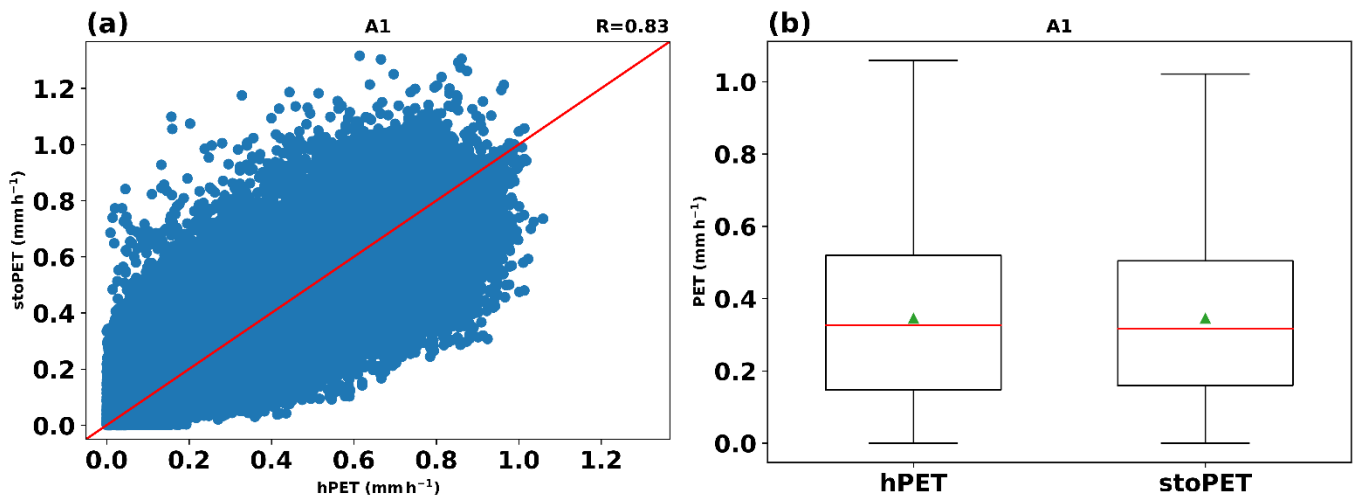 (a) A1 R=0.83
stoPET (mm h⁻¹)
1.2
1.0
0.8
0.6
0.4
0.2
0.0
0.0 0.2 0.4 0.6 0.8 1.0 1.2
hPET (mm h⁻¹)
(b) A1
PET (mm h⁻¹)
1.0
0.8
0.6
0.4
0.2
0.0
hPET stoPET